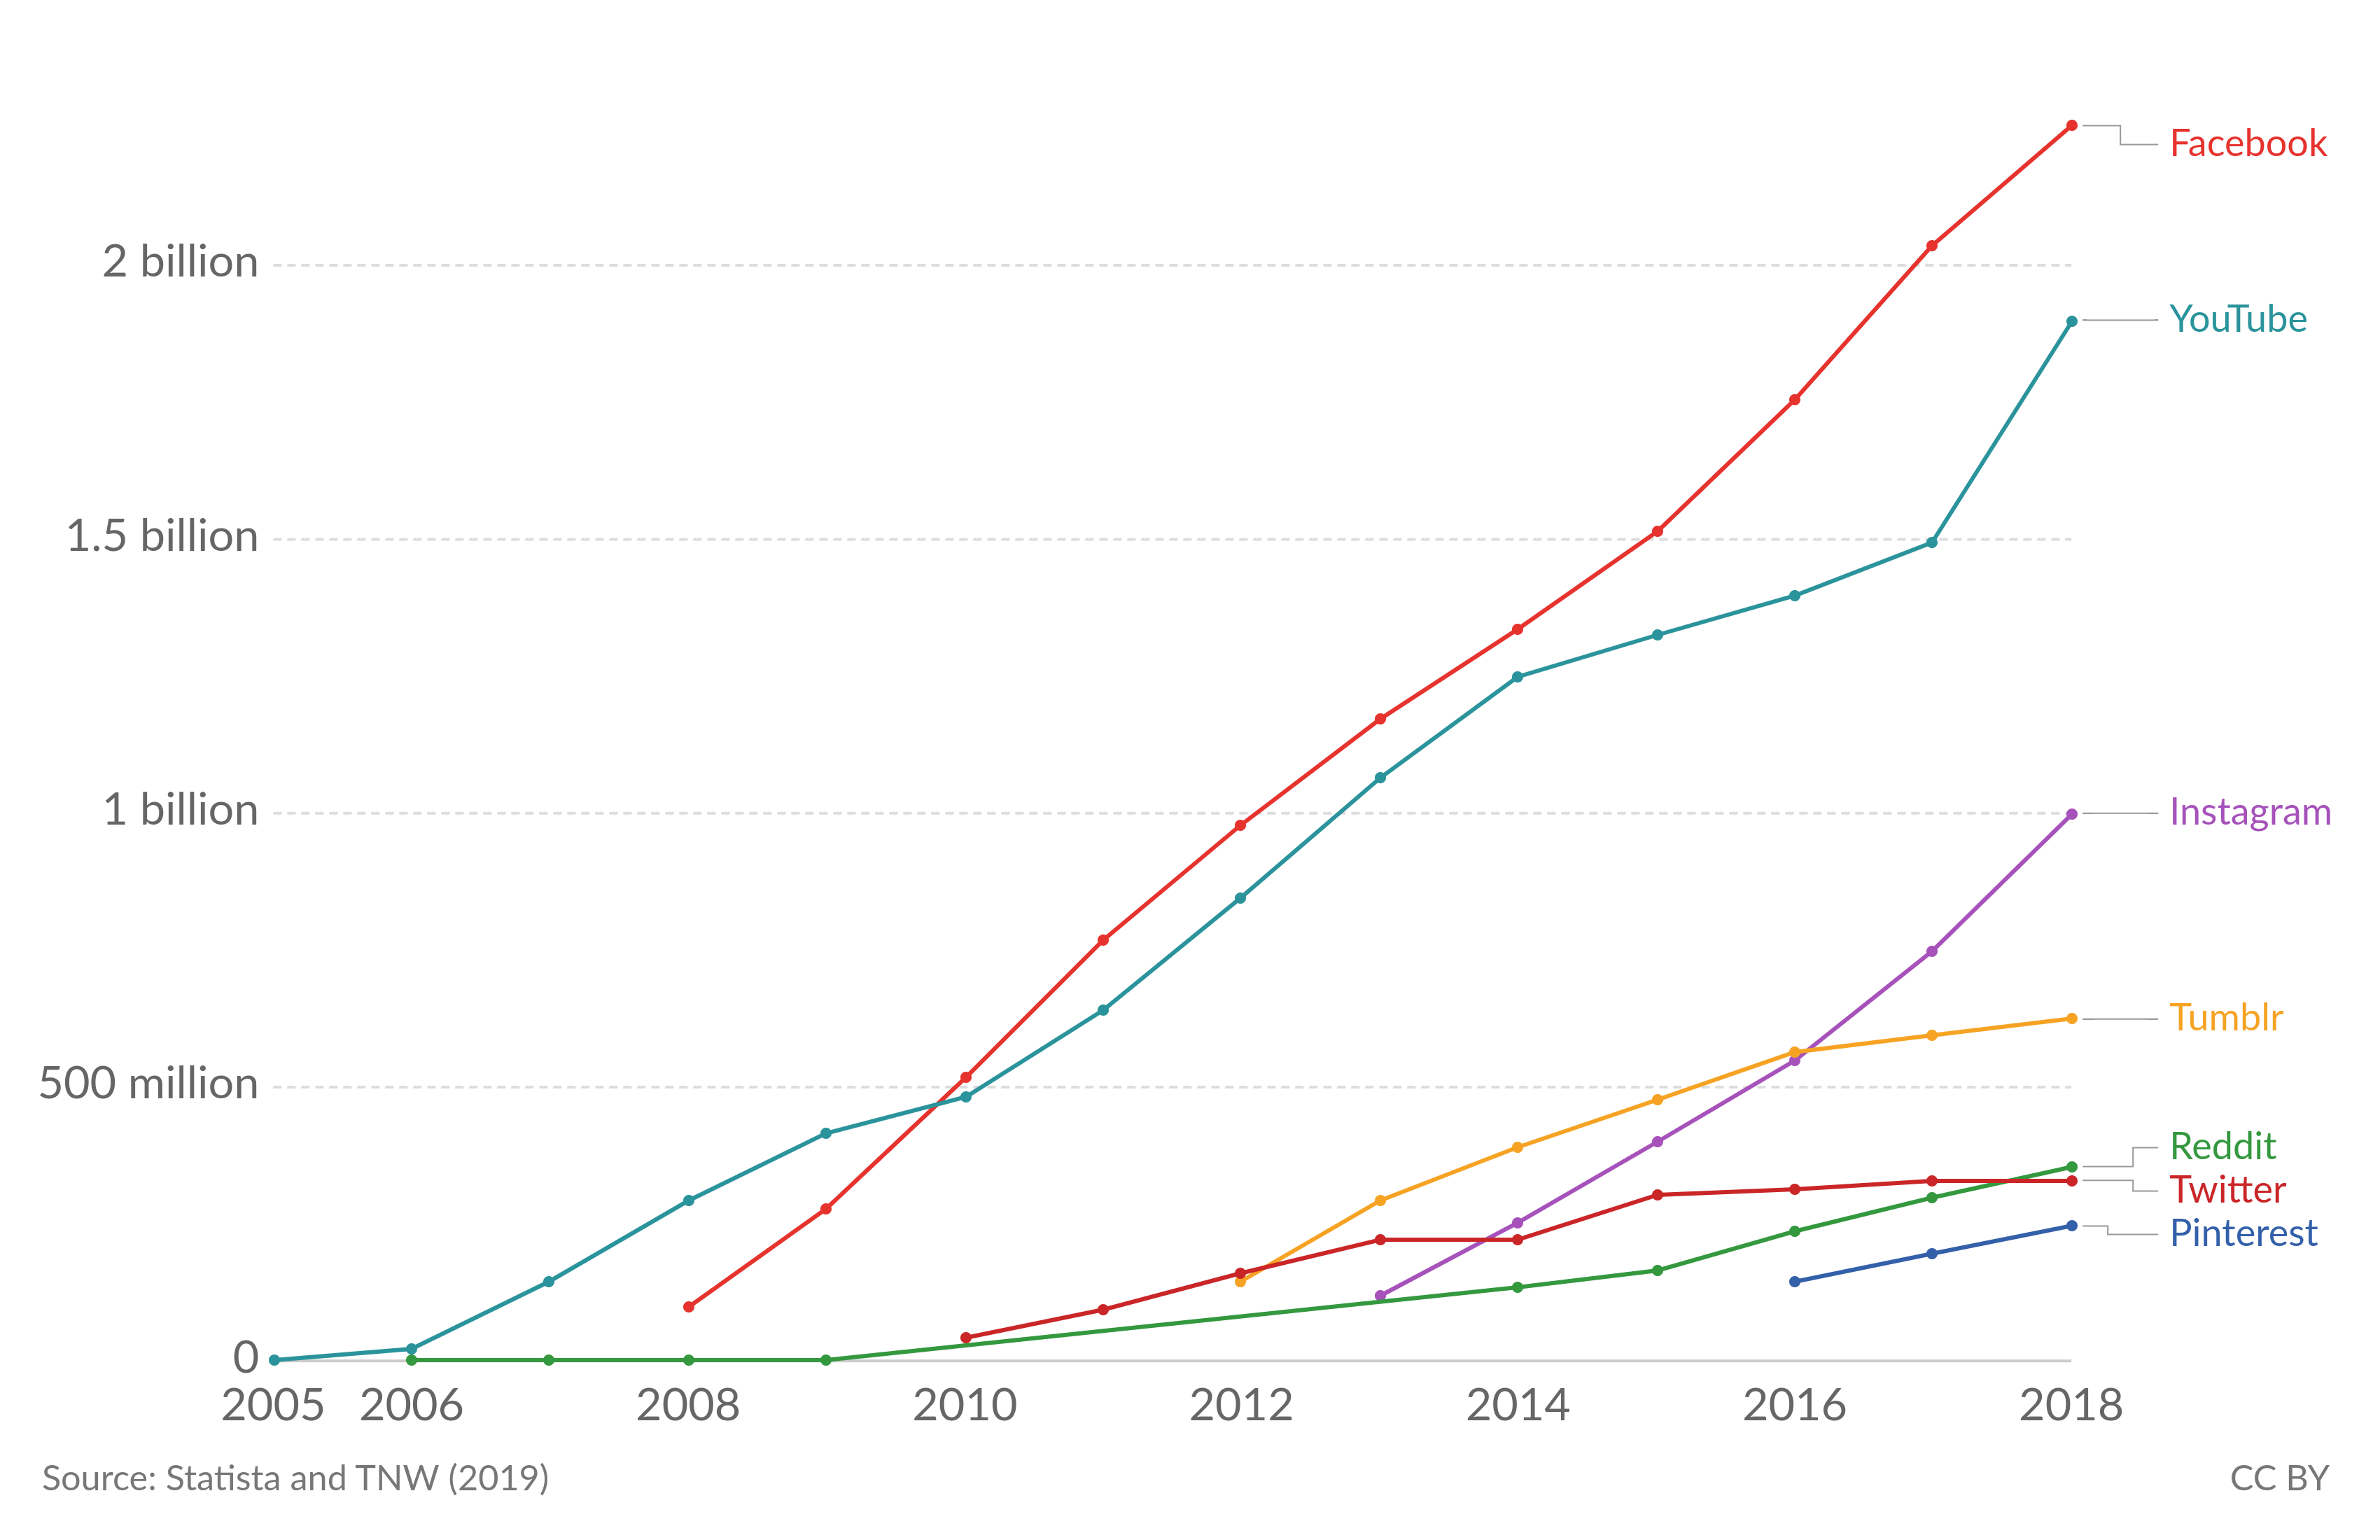 2 billion
1.5 billion
1 billion
500 million
0
2005 2006 2008 2010 2012 2014 2016 2018
Facebook
YouTube
Instagram
Tumblr
Reddit
Twitter
Pinterest
Source: Statista and TNW (2019)
CC BY